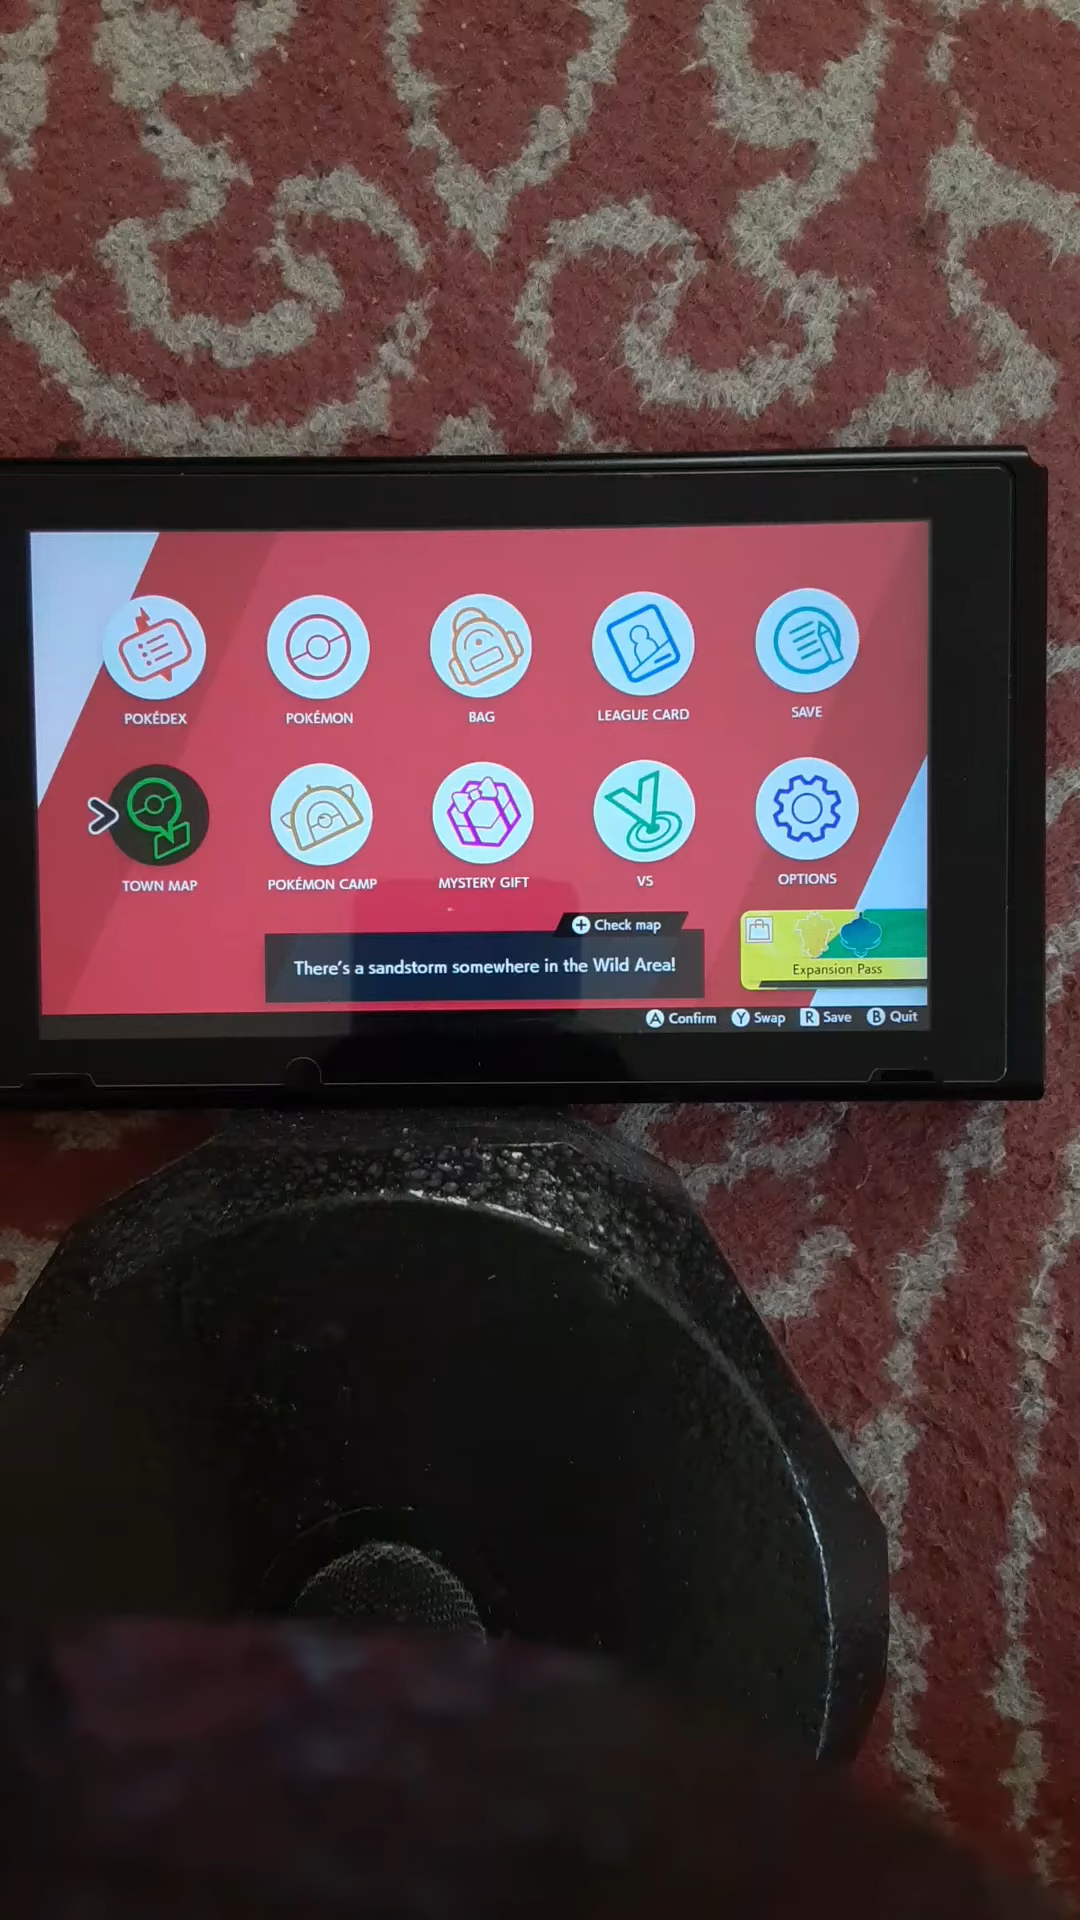 POKÉDEX
POKÉMON
BAG
LEAGUE CARD
SAVE
TOWN MAP
POKÉMON CAMP
MYSTERY GIFT
VS
OPTIONS
+ Check map
There's a sandstorm somewhere in the Wild Area!
Expansion Pass
A Confirm Y Swap R Save B Quit